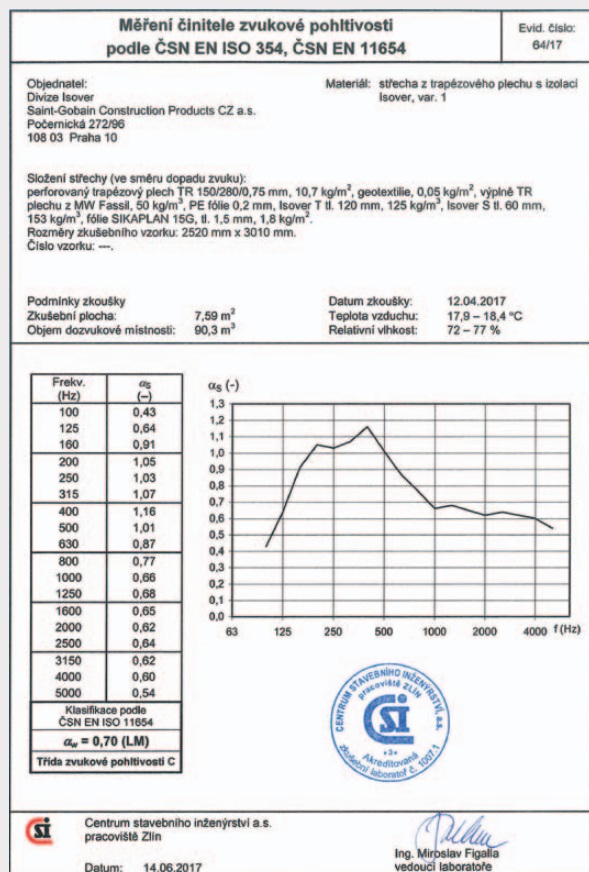 Měření činitele zvukové pohltivosti
podle ČSN EN ISO 354, ČSN EN 11654
Evid. číslo:
64/17
Objednatel:
Divize Isover
Saint-Gobain Construction Products CZ a.s.
Počernická 272/96
108 03 Praha 10
Materiál: střecha z trapézového plechu s izolací
Isover, var. 1
Složení střechy (ve směru dopadu zvuku):
perforovaný trapézový plech TR 150/280/0,75 mm, 10,7 kg/m², geotextilie, 0,05 kg/m², výplně TR
plechu z MW Fassil, 50 kg/m³, PE fólie 0,2 mm, Isover T tl. 120 mm, 125 kg/m³, Isover S tl. 60 mm,
153 kg/m³, fólie SIKAPLAN 15G, tl. 1,5 mm, 1,8 kg/m².
Rozměry zkušebního vzorku: 2520 mm x 3010 mm.
Číslo vzorku: ---.
Podmínky zkoušky
Zkušební plocha: 7,59 m²
Objem dozvukové místnosti: 90,3 m³
Datum zkoušky: 12.04.2017
Teplota vzduchu: 17,9 – 18,4 °C
Relativní vlhkost: 72 – 77 %
Frekv. αS
(Hz) (–)
100 0,43
125 0,64
160 0,91
200 1,05
250 1,03
315 1,07
400 1,16
500 1,01
630 0,87
800 0,77
1000 0,66
1250 0,68
1600 0,65
2000 0,62
2500 0,64
3150 0,62
4000 0,60
5000 0,54
Klasifikace podle
ČSN EN ISO 11654
αw = 0,70 (LM)
Třída zvukové pohltivosti C
αS (-)
1,3
1,2
1,1
1,0
0,9
0,8
0,7
0,6
0,5
0,4
0,3
0,2
0,1
0,0
63 125 250 500 1000 2000 4000 f (Hz)
CENTRUM STAVEBNÍHO INŽENÝRSTVÍ, a.s.
pracoviště ZLÍN
CSI
*3*
Akreditovaná
zkušební laboratoř č. 1007.1
CSI
Centrum stavebního inženýrství a.s.
pracoviště Zlín
Datum: 14.06.2017
Ing. Miroslav Figalla
vedoucí laboratoře